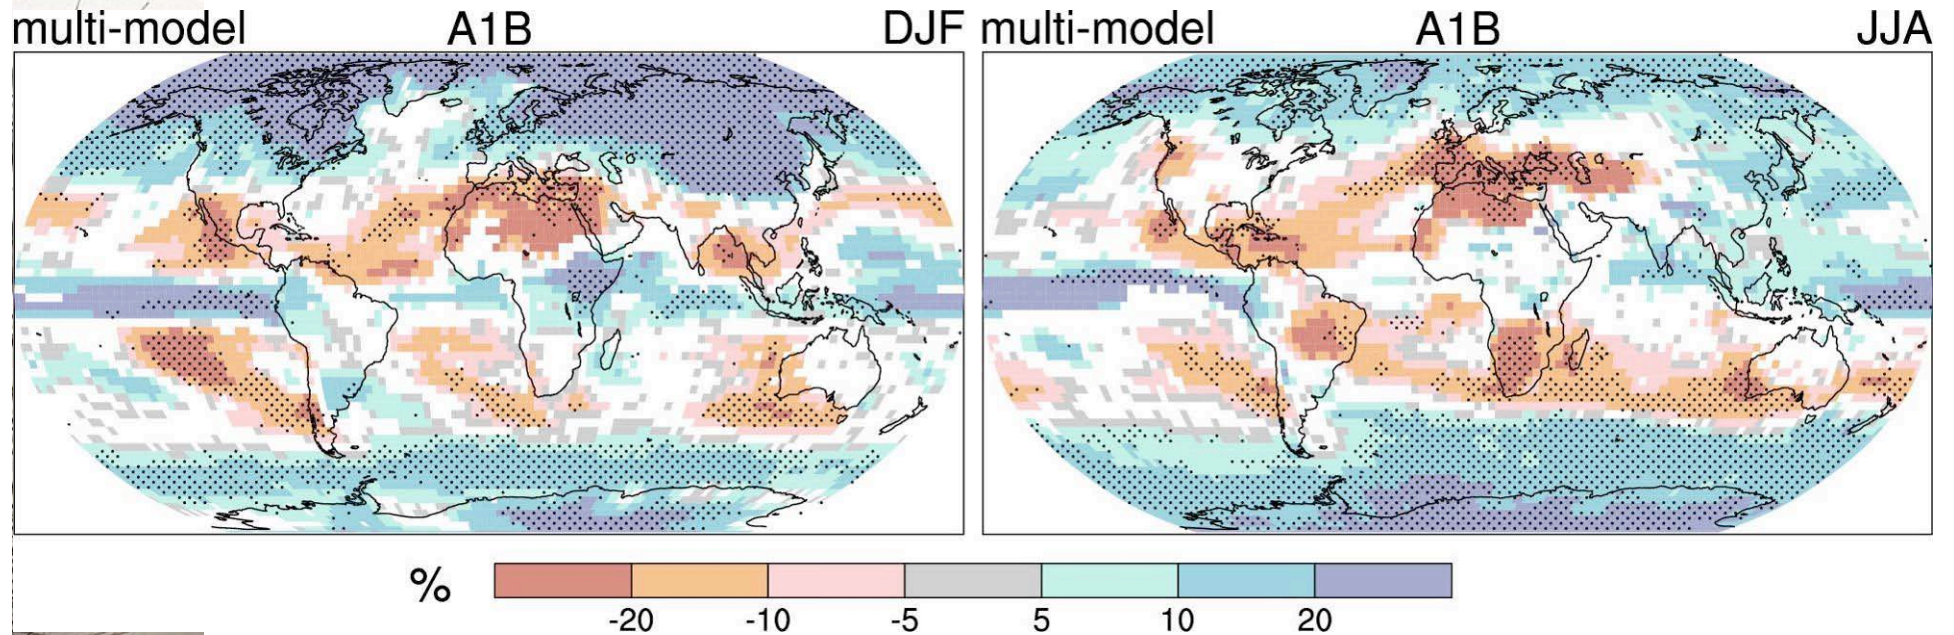 multi-model A1B DJF
multi-model A1B JJA
%
-20 -10 -5 5 10 20